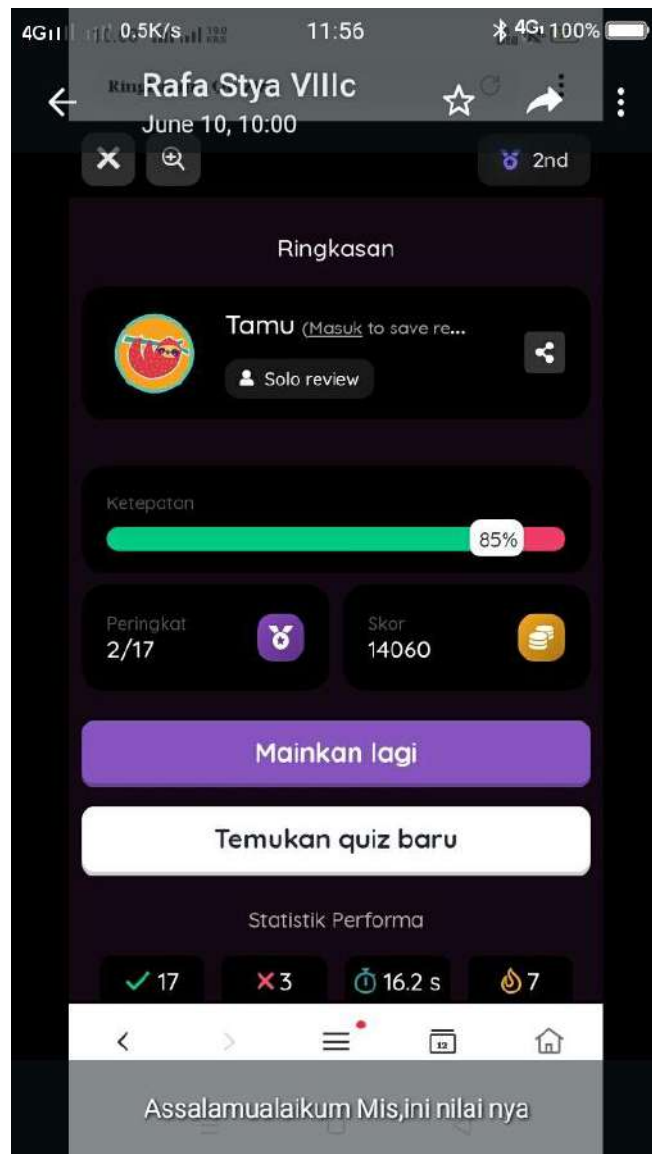 4G 0.5K/s 11:56 4G 100%
Rafa Stya VIIIc
June 10, 10:00
2nd
Ringkasan
Tamu (Masuk to save re...
Solo review
Ketepatan
85%
Peringkat
2/17
Skor
14060
Mainkan lagi
Temukan quiz baru
Statistik Performa
17 3 16.2 s 7
12
Assalamualaikum Mis,ini nilai nya